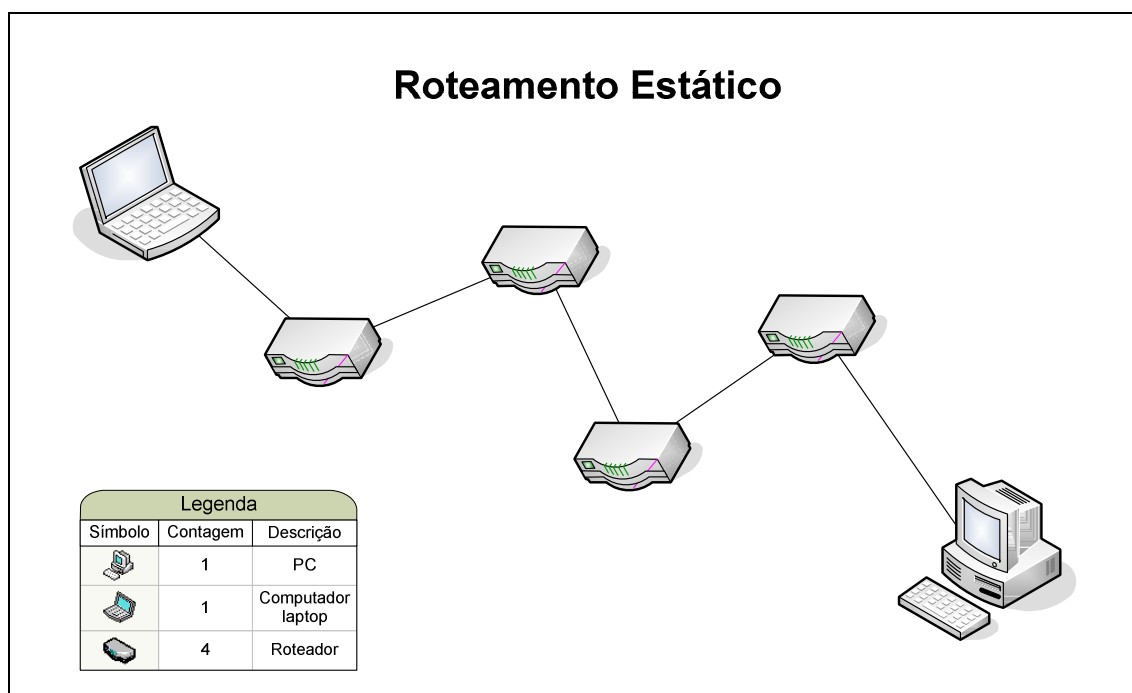 Roteamento Estático
Legenda
Símbolo Contagem Descrição
1 PC
1 Computador
laptop
4 Roteador